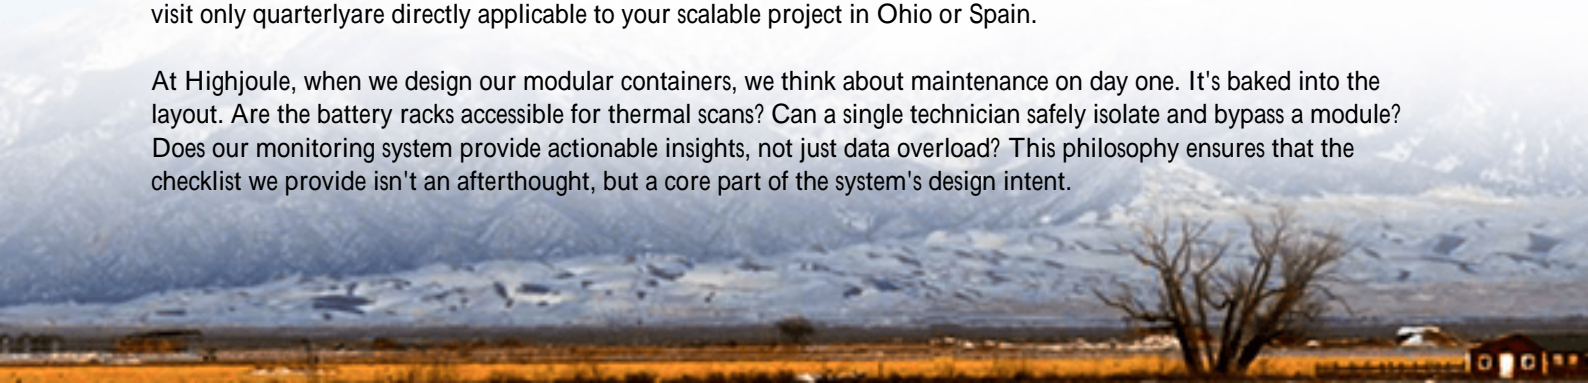 visit only quarterlyare directly applicable to your scalable project in Ohio or Spain.
At Highjoule, when we design our modular containers, we think about maintenance on day one. It's baked into the
layout. Are the battery racks accessible for thermal scans? Can a single technician safely isolate and bypass a module?
Does our monitoring system provide actionable insights, not just data overload? This philosophy ensures that the
checklist we provide isn't an afterthought, but a core part of the system's design intent.